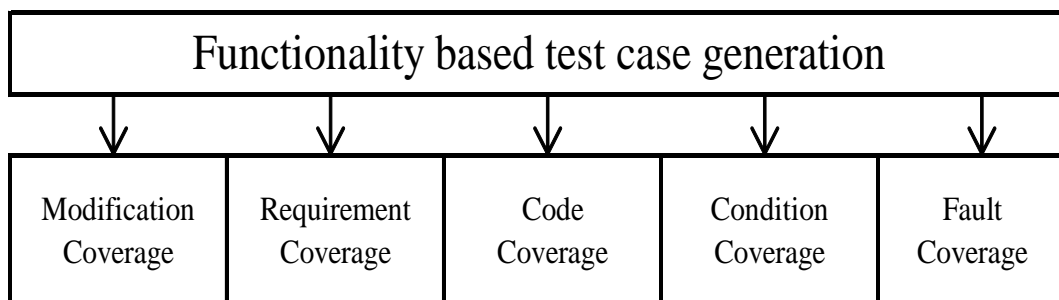 Functionality based test case generation
Modification
Coverage
Requirement
Coverage
Code
Coverage
Condition
Coverage
Fault
Coverage